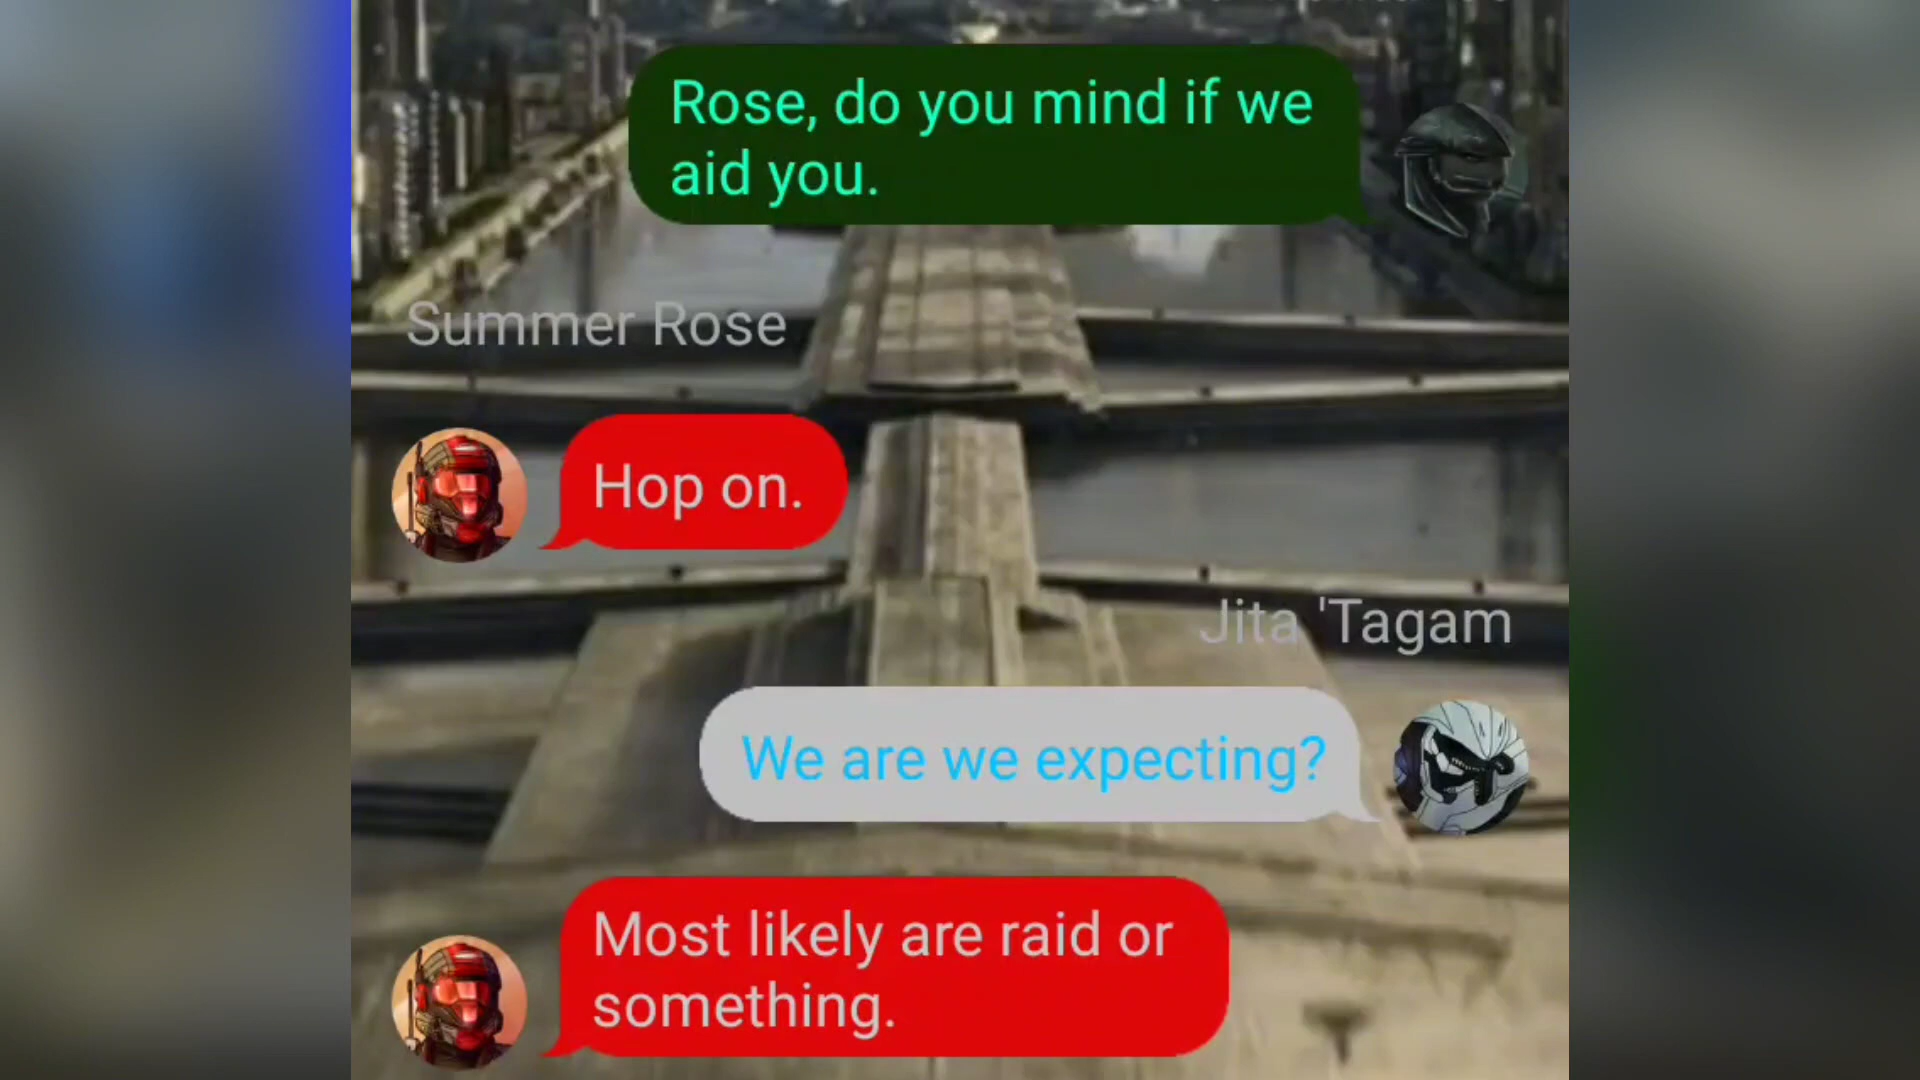 Rose, do you mind if we
aid you.
Summer Rose
Hop on.
Jita 'Tagam
We are we expecting?
Most likely are raid or
something.